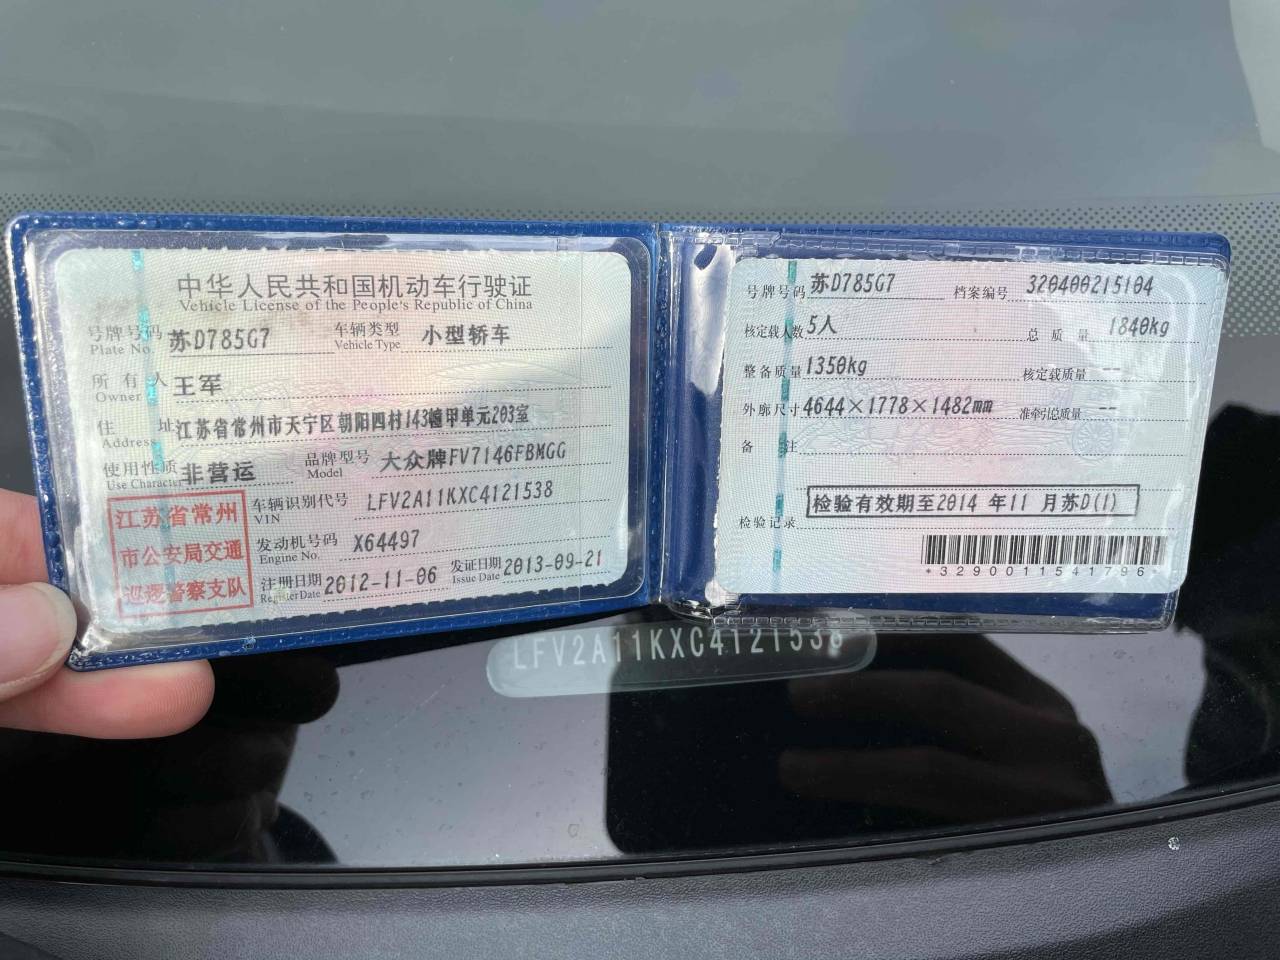 中华人民共和国机动车行驶证
Vehicle License of the People's Republic of China
号牌号码 苏D785G7 车辆类型 小型轿车
Plate No. Vehicle Type
所有人 王军
Owner
住址 江苏省常州市天宁区朝阳四村143幢甲单元203室
Address
使用性质 非营运 品牌型号 大众牌FV7146FBMGG
Use Character Model
江苏省常州
市公安局交通
巡逻警察支队
车辆识别代号 LFV2A11KXC4121538
VIN
发动机号码 X64497
Engine No.
注册日期 2012-11-06 发证日期 2013-09-21
Register Date Issue Date
号牌号码 苏D785G7 档案编号 320400215104
核定载人数 5人 总质量 1840kg
整备质量 1350kg 核定载质量 --
外廓尺寸 4644×1778×1482mm 准牵引总质量 --
备注
检验记录 检验有效期至2014 年11 月苏D(1)
*3290011541796*
LFV2A11KXC4121538